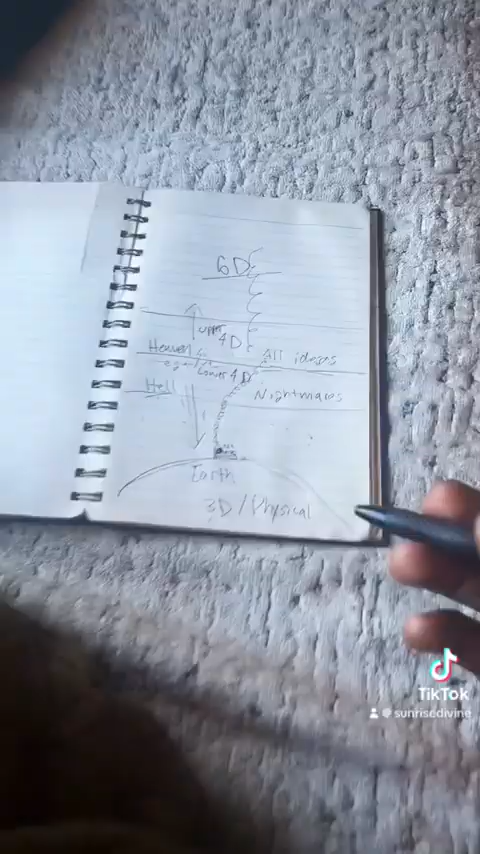 6D
upper
4D
Heaven
All ideas
Lower 4D
Hell
Nightmares
Earth
3D/Physical
TikTok
@sunrisedivine